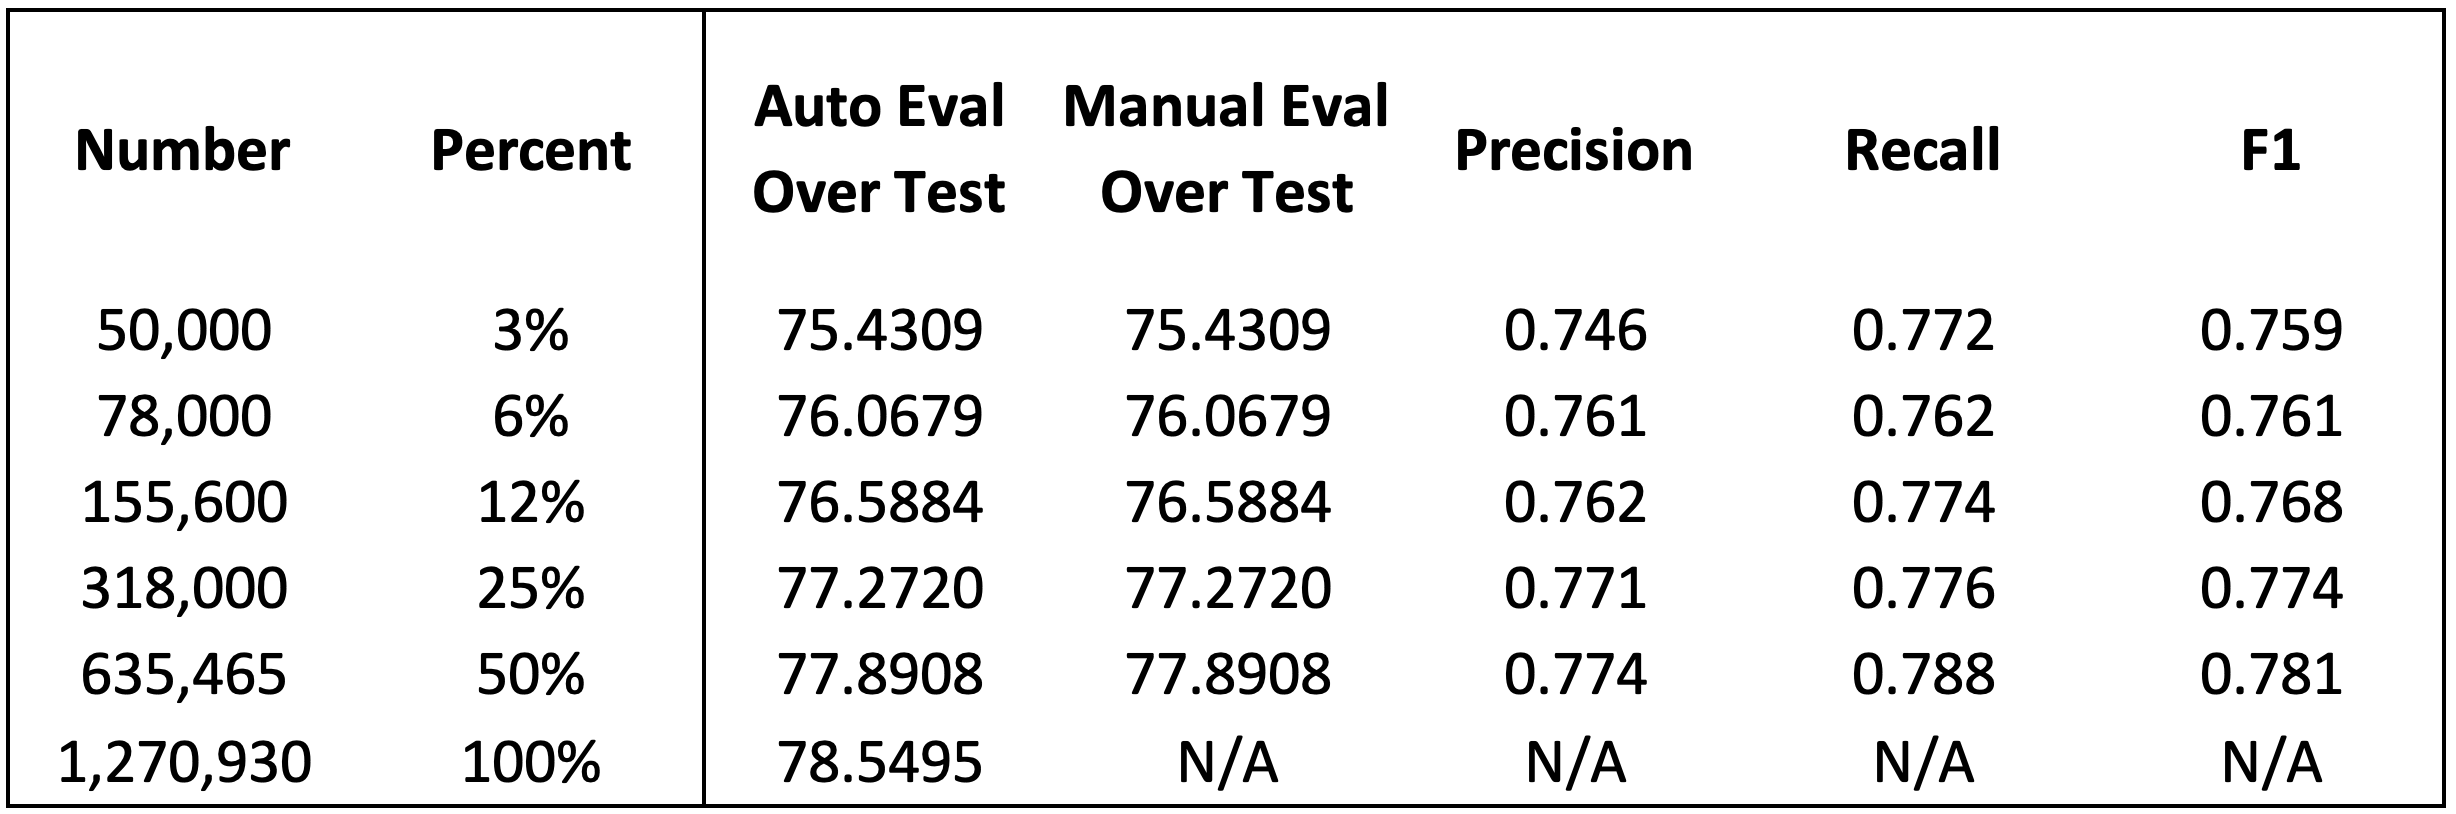 Number Percent Auto Eval Over Test Manual Eval Over Test Precision Recall F1
50,000 3% 75.4309 75.4309 0.746 0.772 0.759
78,000 6% 76.0679 76.0679 0.761 0.762 0.761
155,600 12% 76.5884 76.5884 0.762 0.774 0.768
318,000 25% 77.2720 77.2720 0.771 0.776 0.774
635,465 50% 77.8908 77.8908 0.774 0.788 0.781
1,270,930 100% 78.5495 N/A N/A N/A N/A